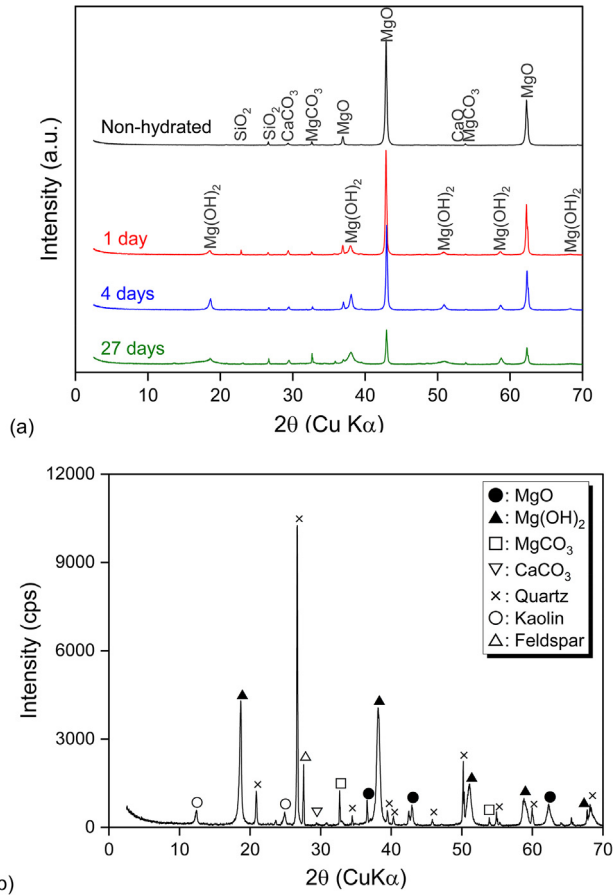 MgO
MgO
SiO2
SiO2
CaCO3
MgCO3
MgO
CaO
MgCO3
Non-hydrated
Mg(OH)2
Mg(OH)2
Mg(OH)2
Mg(OH)2
Mg(OH)2
1 day
4 days
27 days
Intensity (a.u.)
0 10 20 30 40 50 60 70
2θ (Cu Kα)
(a)
12000
9000
6000
3000
0
Intensity (cps)
●: MgO
▲: Mg(OH)2
□: MgCO3
▽: CaCO3
×: Quartz
○: Kaolin
△: Feldspar
0 10 20 30 40 50 60 70
2θ (CuKα)
)